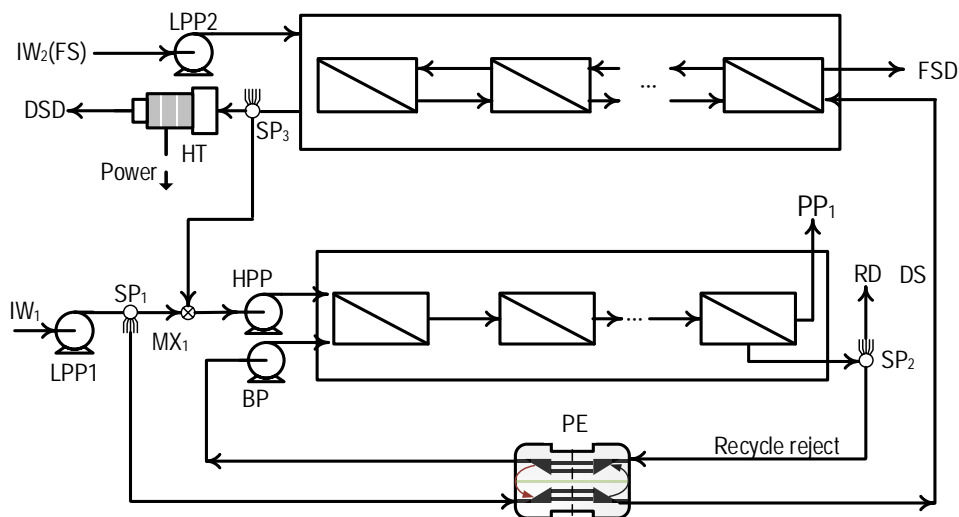 LPP2
IW₂(FS)
FSD
...
DSD
SP₃
HT
Power
PP₁
HPP
RD DS
SP₁
IW₁
MX₁
...
SP₂
LPP1
BP
PE
Recycle reject